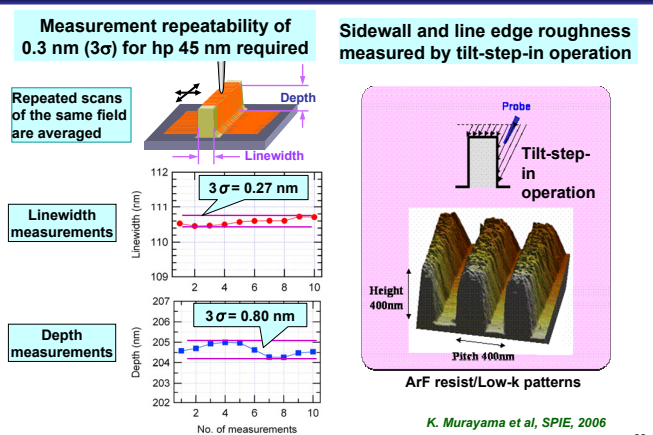 Measurement repeatability of
0.3 nm (3σ) for hp 45 nm required
Repeated scans
of the same field
are averaged
Depth
Linewidth
Linewidth
measurements
Linewidth (nm)
112
111
110
109
3σ = 0.27 nm
2
4
6
8
10
Depth
measurements
Depth (nm)
207
206
205
204
203
202
3σ = 0.80 nm
2
4
6
8
10
No. of measurements
Sidewall and line edge roughness
measured by tilt-step-in operation
Probe
Tilt-step-
in
operation
Height
400nm
Pitch 400nm
ArF resist/Low-k patterns
K. Murayama et al, SPIE, 2006